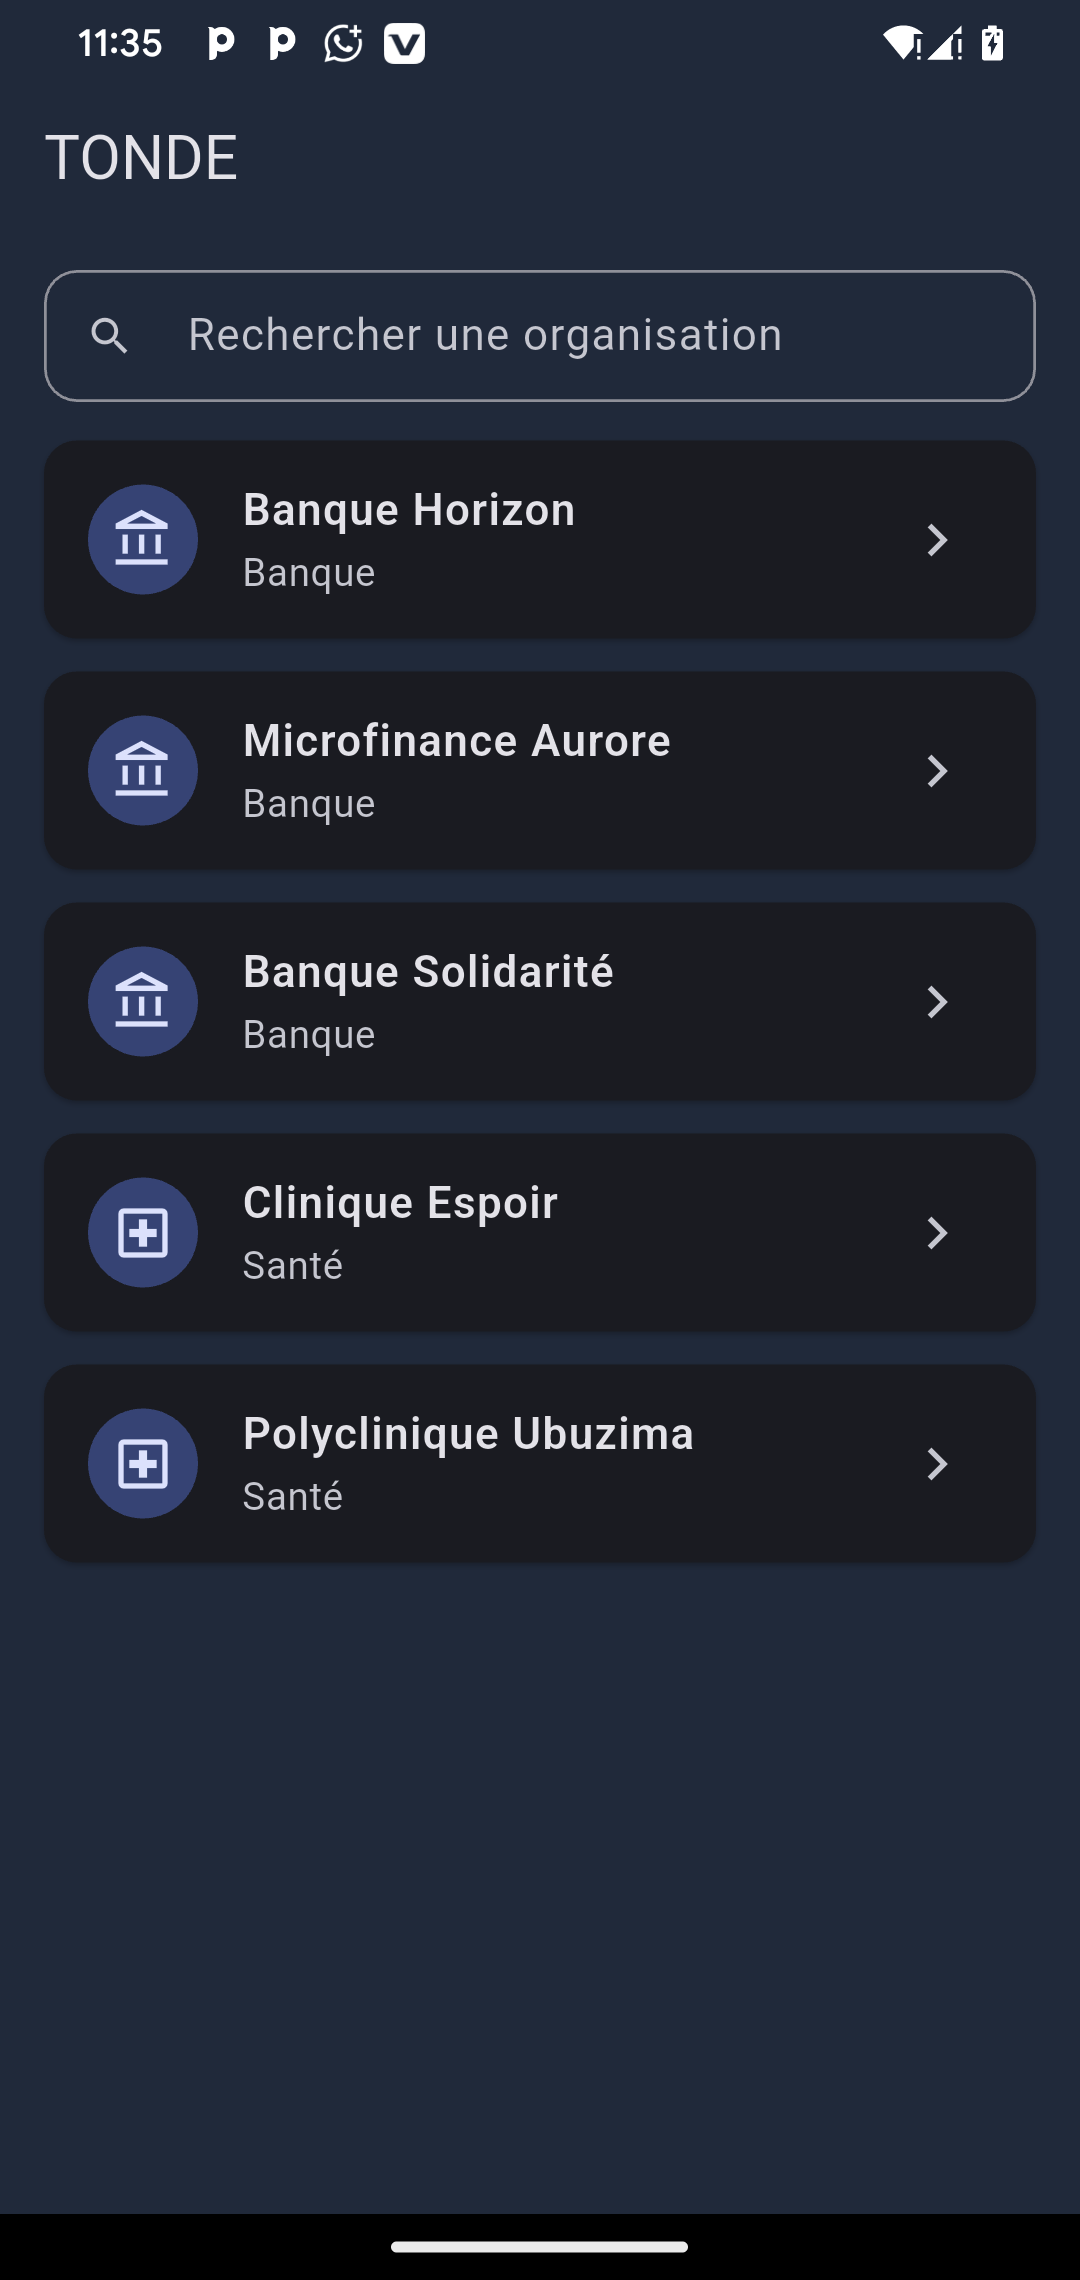 11:35
TONDE
Rechercher une organisation
Banque Horizon
Banque
Microfinance Aurore
Banque
Banque Solidarité
Banque
Clinique Espoir
Santé
Polyclinique Ubuzima
Santé